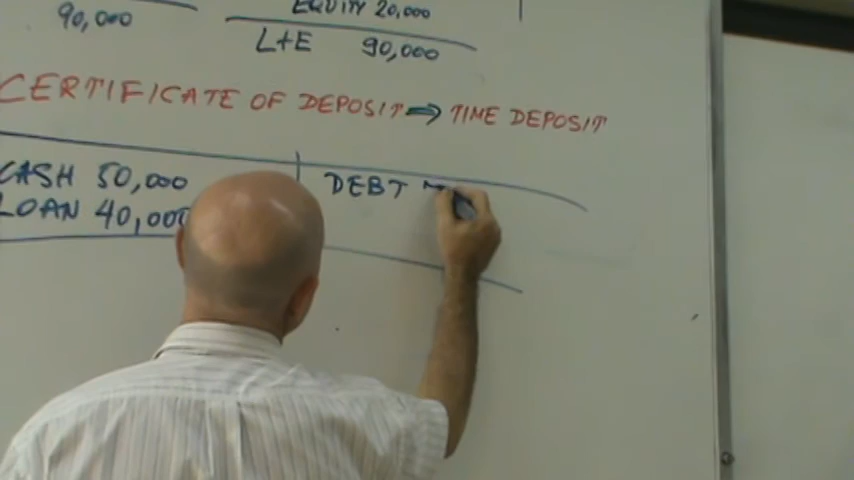 EQUITY 20,000
90,000
L+E 90,000
CERTIFICATE OF DEPOSIT ⇒ TIME DEPOSIT
CASH 50,000 DEBT
LOAN 40,000